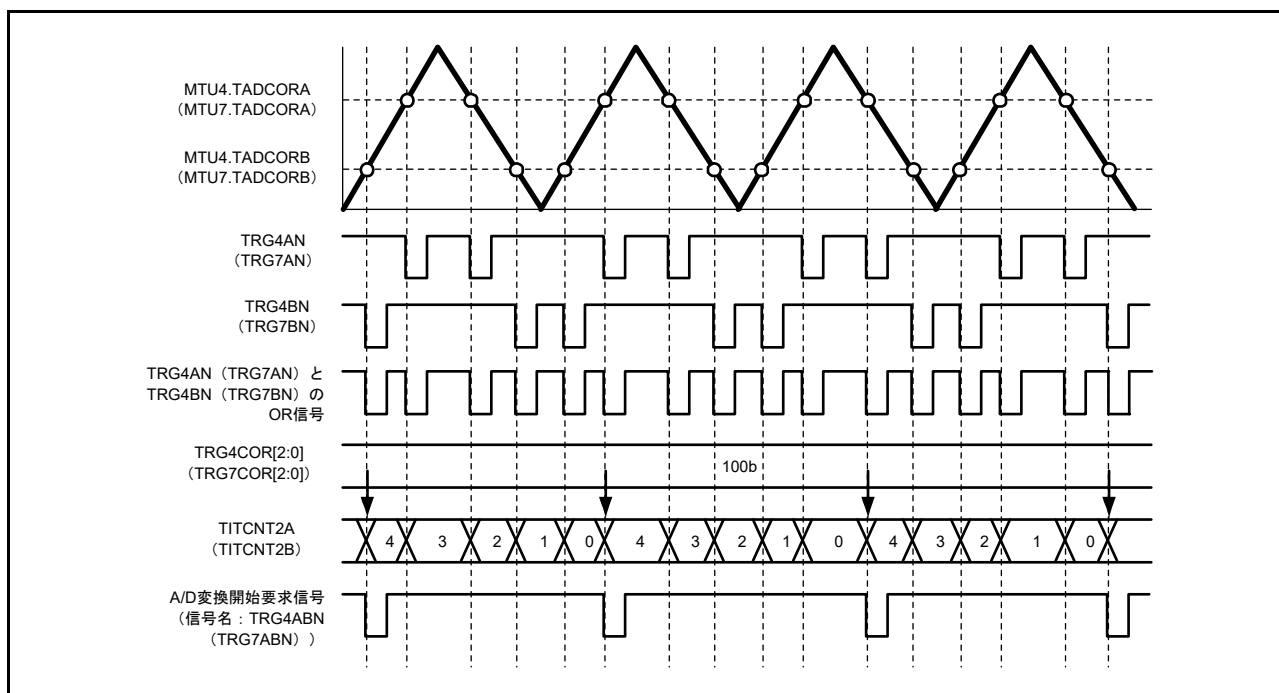 MTU4.TADCORA
（MTU7.TADCORA）
MTU4.TADCORB
（MTU7.TADCORB）
TRG4AN
（TRG7AN）
TRG4BN
（TRG7BN）
TRG4AN（TRG7AN）と
TRG4BN（TRG7BN）の
OR信号
TRG4COR[2:0]
（TRG7COR[2:0]）
100b
TITCNT2A
（TITCNT2B）
4 3 2 1 0 4 3 2 1 0 4 3 2 1 0
A/D変換開始要求信号
（信号名：TRG4ABN
（TRG7ABN））